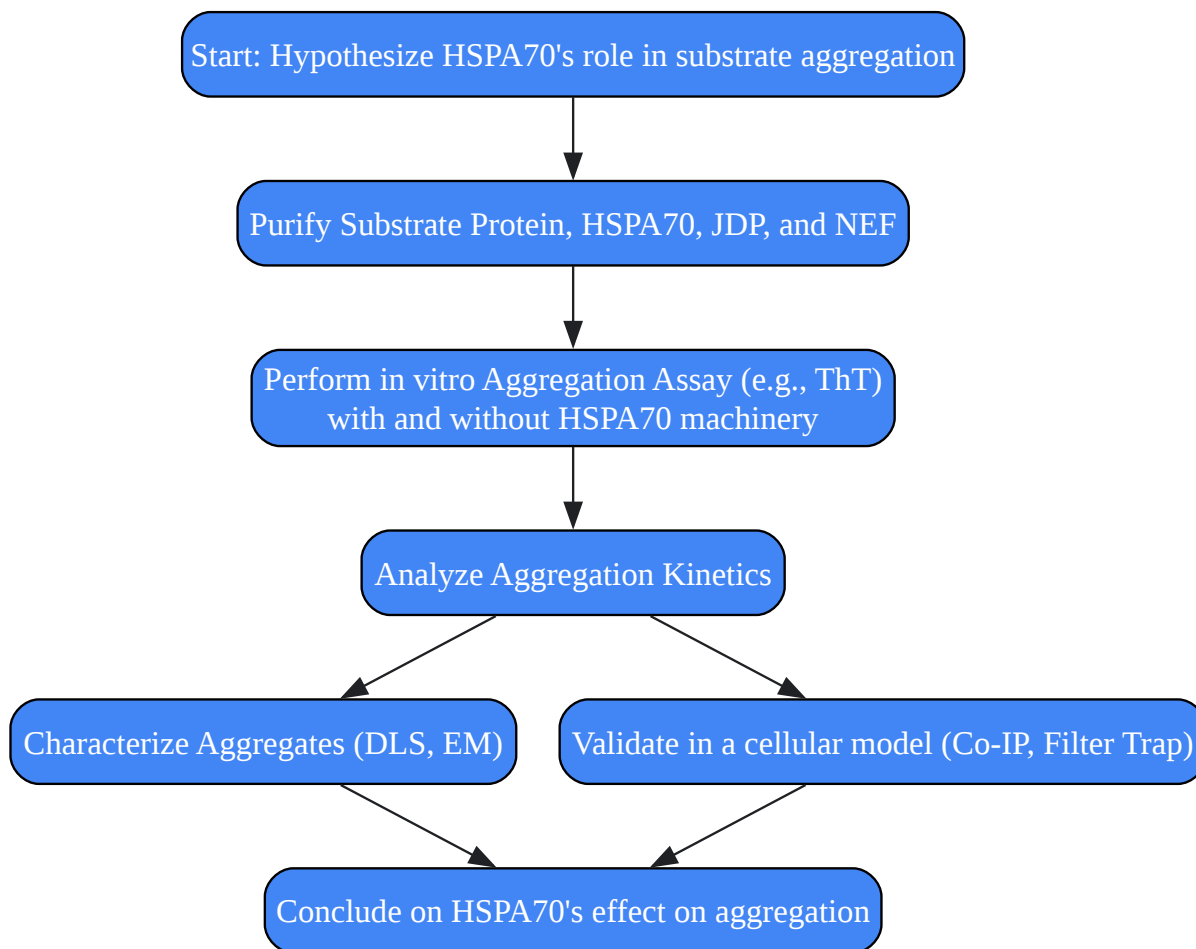 Start: Hypothesize HSPA70's role in substrate aggregation
Purify Substrate Protein, HSPA70, JDP, and NEF
Perform in vitro Aggregation Assay (e.g., ThT)
with and without HSPA70 machinery
Analyze Aggregation Kinetics
Characterize Aggregates (DLS, EM)
Validate in a cellular model (Co-IP, Filter Trap)
Conclude on HSPA70's effect on aggregation